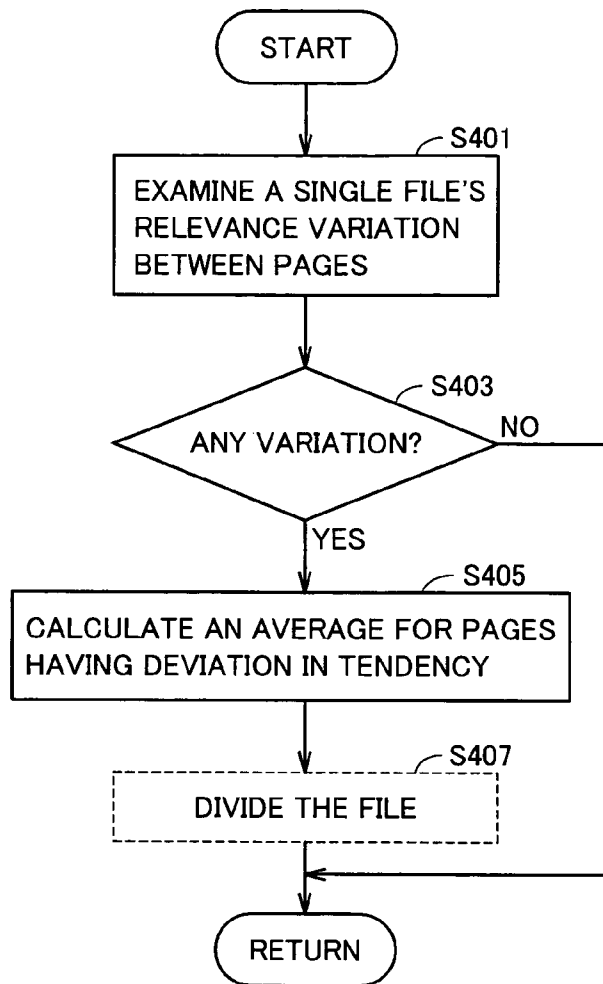 START
S401
EXAMINE A SINGLE FILE'S
RELEVANCE VARIATION
BETWEEN PAGES
S403
ANY VARIATION?
NO
YES
S405
CALCULATE AN AVERAGE FOR PAGES
HAVING DEVIATION IN TENDENCY
S407
DIVIDE THE FILE
RETURN